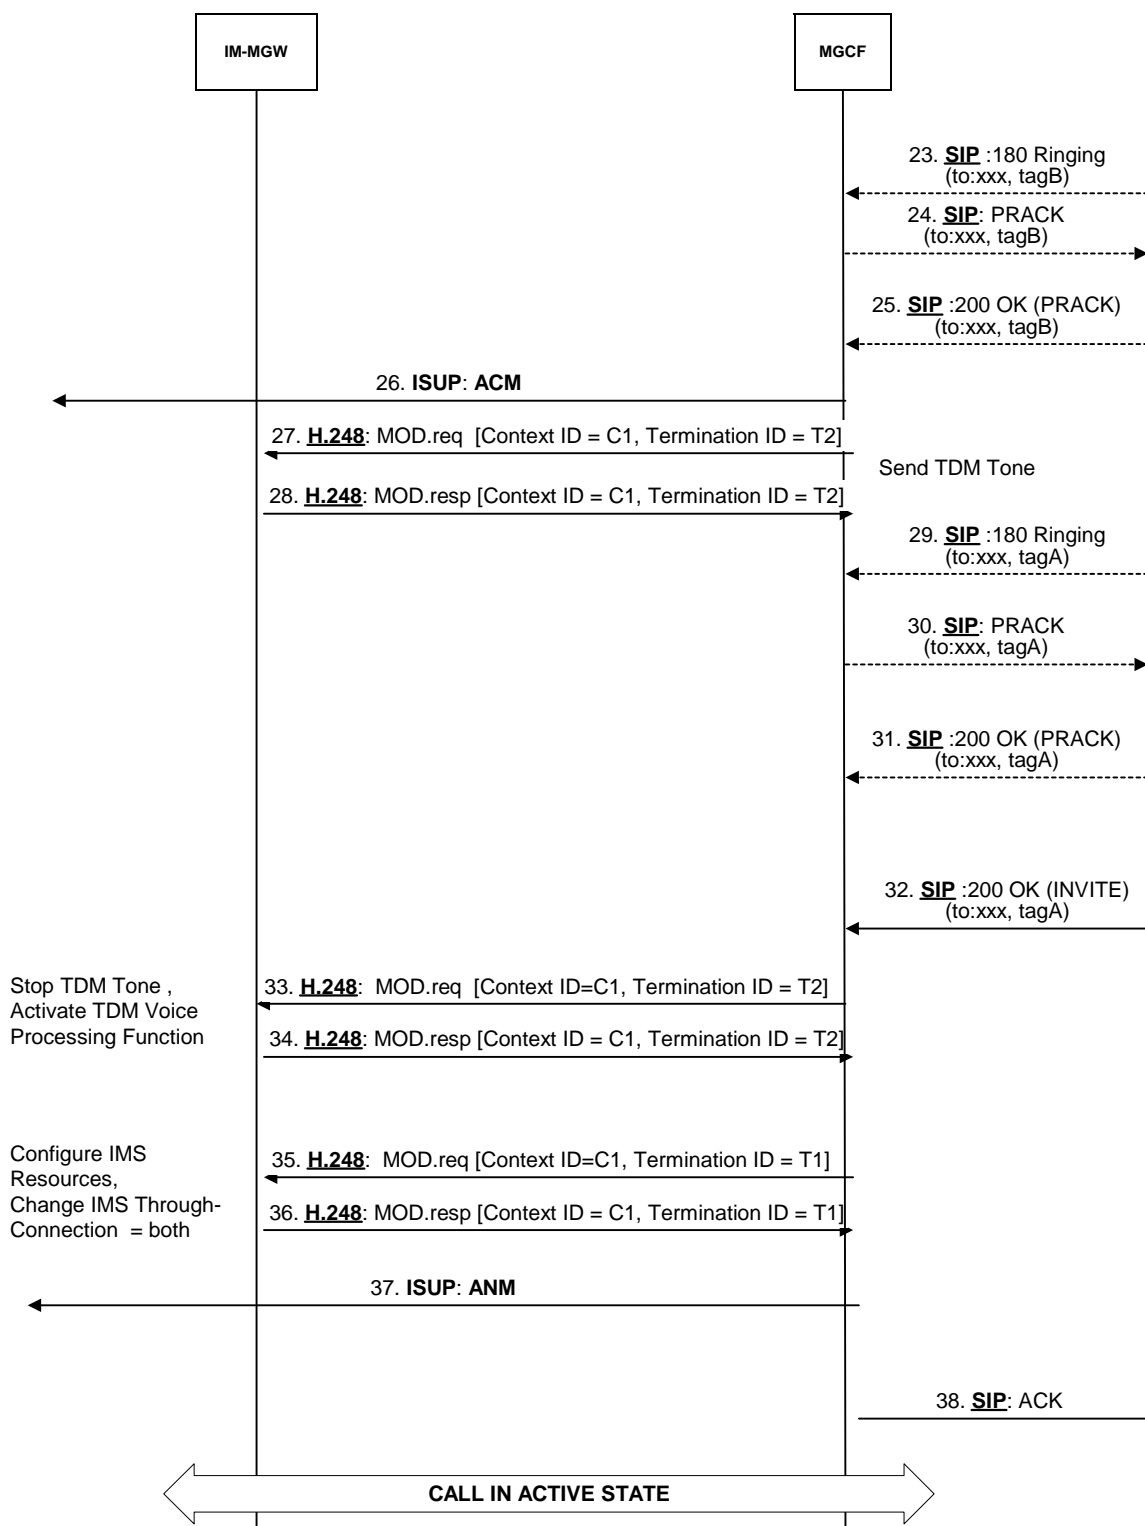 IM-MGW
MGCF
23. SIP :180 Ringing
(to:xxx, tagB)
24. SIP: PRACK
(to:xxx, tagB)
25. SIP :200 OK (PRACK)
(to:xxx, tagB)
26. ISUP: ACM
27. H.248: MOD.req [Context ID = C1, Termination ID = T2]
Send TDM Tone
28. H.248: MOD.resp [Context ID = C1, Termination ID = T2]
29. SIP :180 Ringing
(to:xxx, tagA)
30. SIP: PRACK
(to:xxx, tagA)
31. SIP :200 OK (PRACK)
(to:xxx, tagA)
32. SIP :200 OK (INVITE)
(to:xxx, tagA)
Stop TDM Tone ,
Activate TDM Voice
Processing Function
33. H.248: MOD.req [Context ID=C1, Termination ID = T2]
34. H.248: MOD.resp [Context ID = C1, Termination ID = T2]
Configure IMS
Resources,
Change IMS Through-
Connection = both
35. H.248: MOD.req [Context ID=C1, Termination ID = T1]
36. H.248: MOD.resp [Context ID = C1, Termination ID = T1]
37. ISUP: ANM
38. SIP: ACK
CALL IN ACTIVE STATE